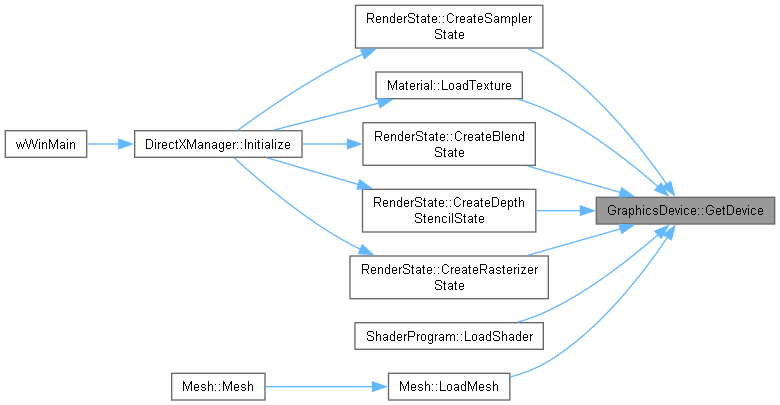 RenderState::CreateSampler
State
Material::LoadTexture
RenderState::CreateBlend
State
wWinMain
DirectXManager::Initialize
RenderState::CreateDepth
StencilState
GraphicsDevice::GetDevice
RenderState::CreateRasterizer
State
ShaderProgram::LoadShader
Mesh::Mesh
Mesh::LoadMesh